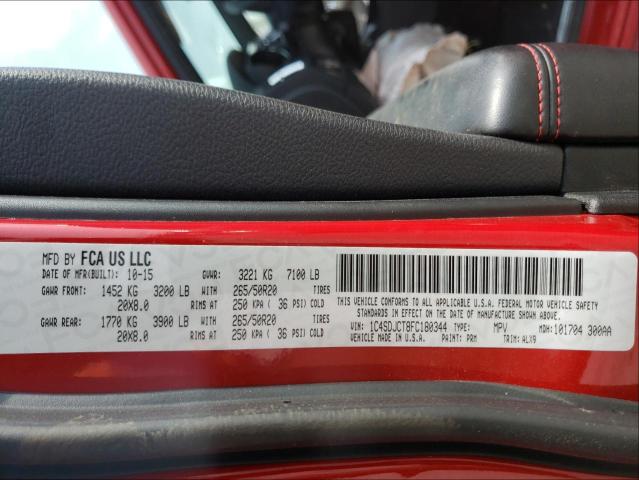 MFD BY FCA US LLC
DATE OF MFR(BUILT): 10-15 GVWR: 3221 KG 7100 LB
GAWR FRONT: 1452 KG 3200 LB WITH 265/50R20 TIRES
20X8.0 RIMS AT 250 KPA ( 36 PSI) COLD
GAWR REAR: 1770 KG 3900 LB WITH 265/50R20 TIRES
20X8.0 RIMS AT 250 KPA ( 36 PSI) COLD
THIS VEHICLE CONFORMS TO ALL APPLICABLE U.S.A. FEDERAL MOTOR VEHICLE SAFETY
STANDARDS IN EFFECT ON THE DATE OF MANUFACTURE SHOWN ABOVE.
VIN: 1C4SDJCT8FC180344 TYPE: MPV MDH: 101704 300AA
VEHICLE MADE IN U.S.A. PAINT: PRM TRIM: ALX9